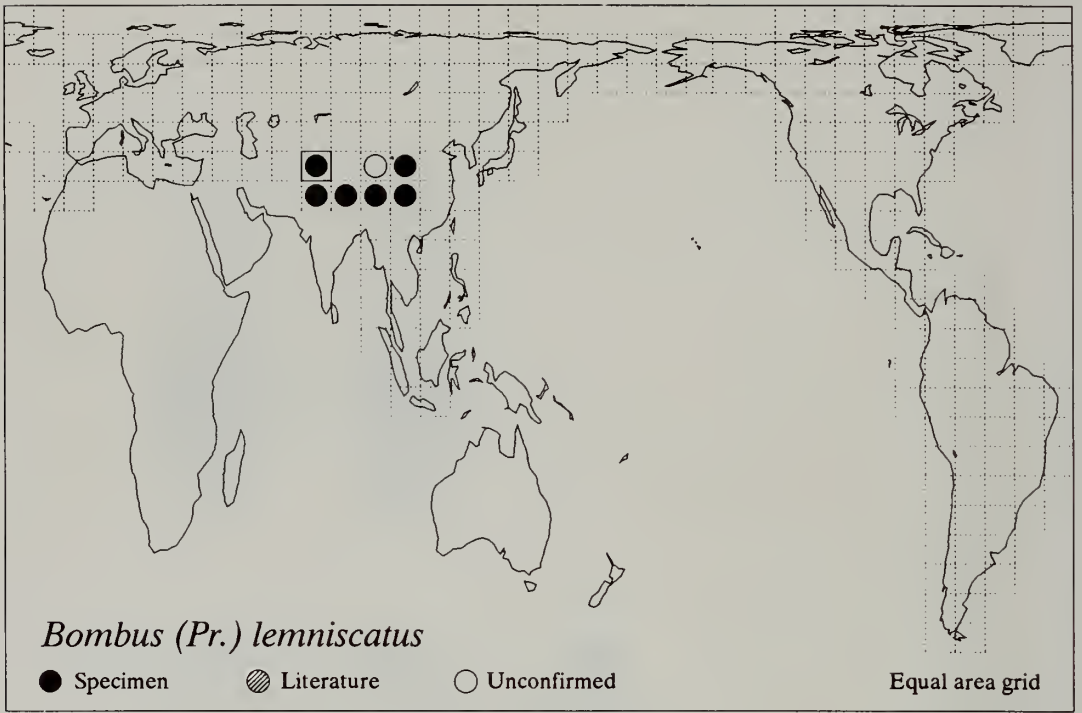 Bombus (Pr.) lemniscatus
Specimen Literature Unconfirmed Equal area grid